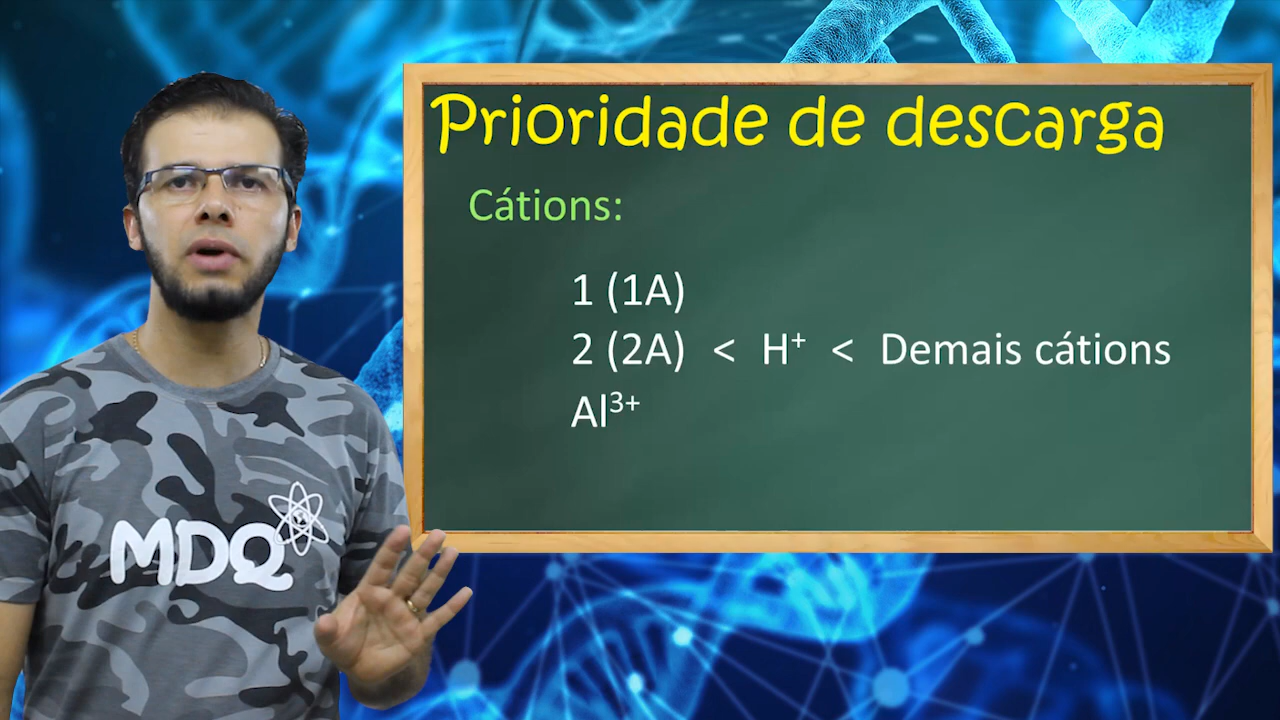 Prioridade de descarga
Cátions:
1 (1A)
2 (2A) < H⁺ < Demais cátions
Al³⁺
MDQ